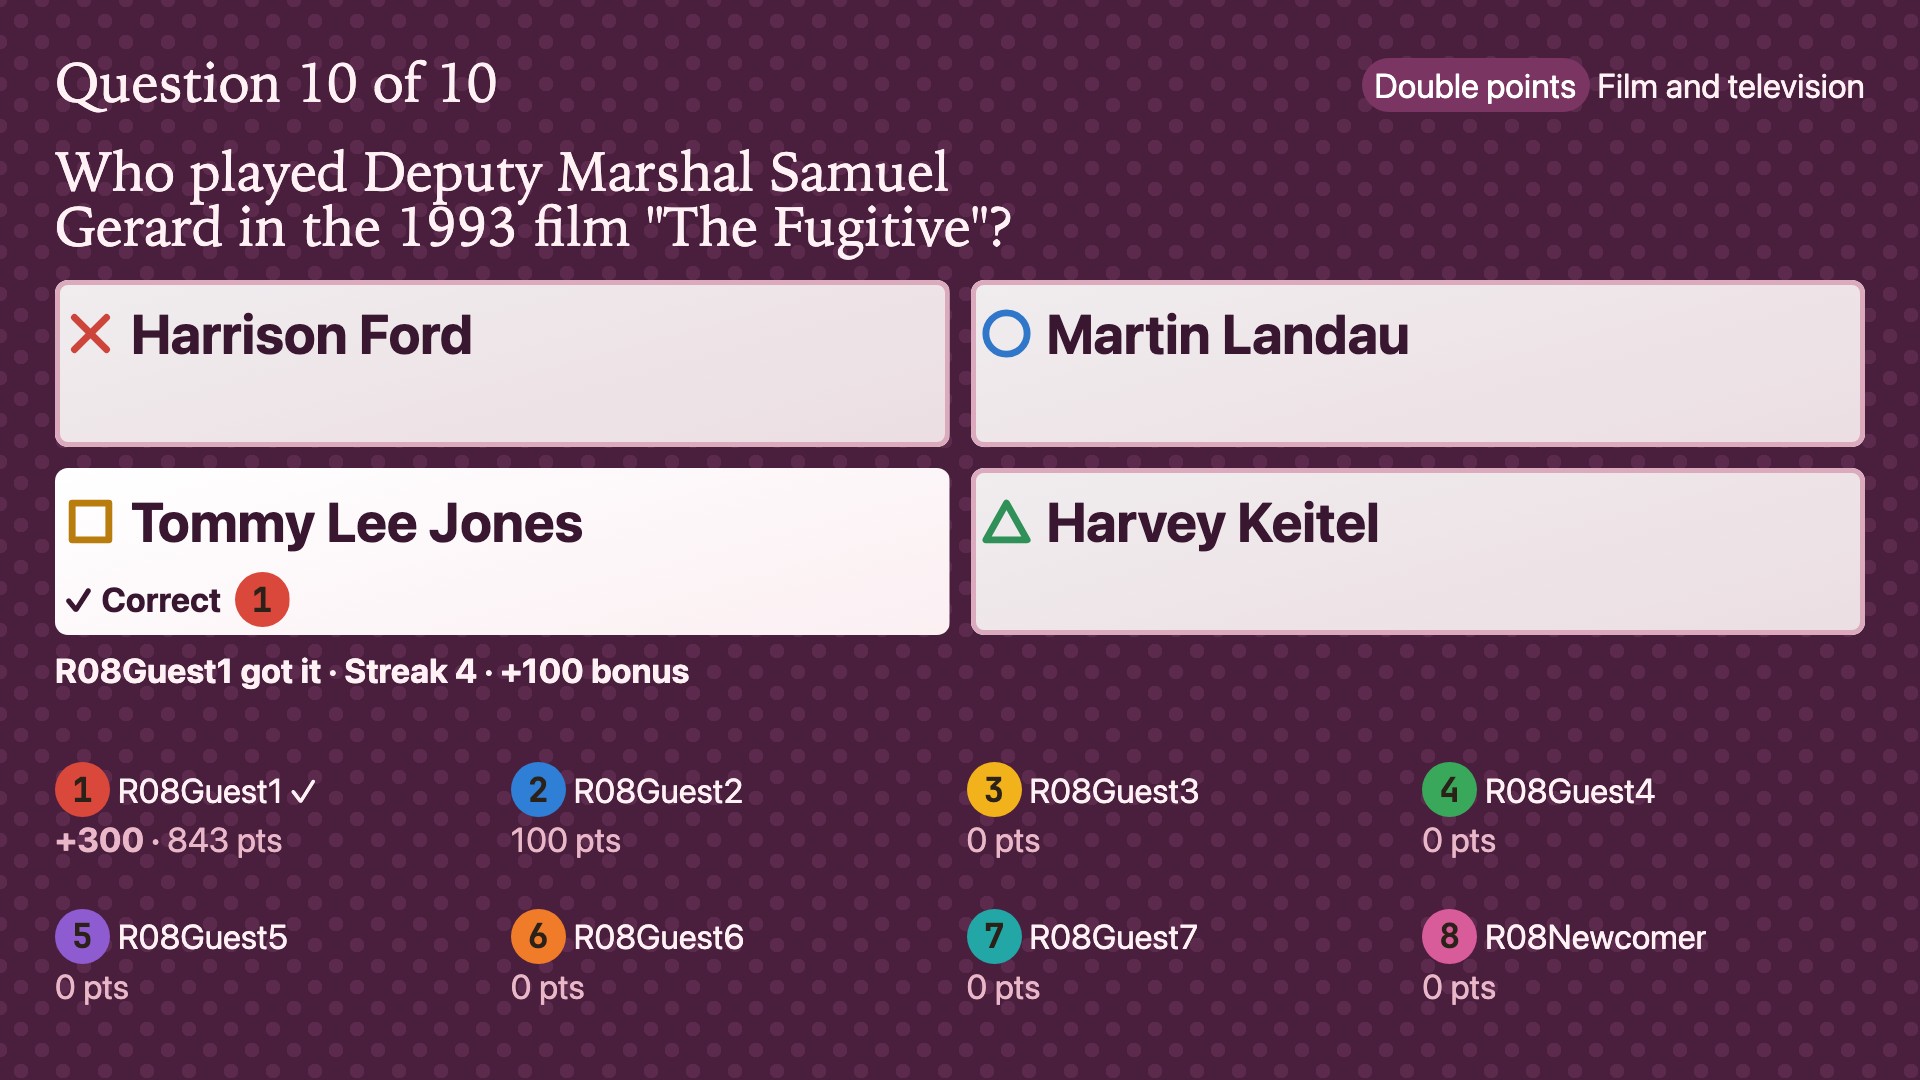 Question 10 of 10
Double points Film and television
Who played Deputy Marshal Samuel
Gerard in the 1993 film "The Fugitive"?
Harrison Ford
Martin Landau
Tommy Lee Jones
✓ Correct 1
Harvey Keitel
R08Guest1 got it · Streak 4 · +100 bonus
1 R08Guest1 ✓
+300 · 843 pts
2 R08Guest2
100 pts
3 R08Guest3
0 pts
4 R08Guest4
0 pts
5 R08Guest5
0 pts
6 R08Guest6
0 pts
7 R08Guest7
0 pts
8 R08Newcomer
0 pts